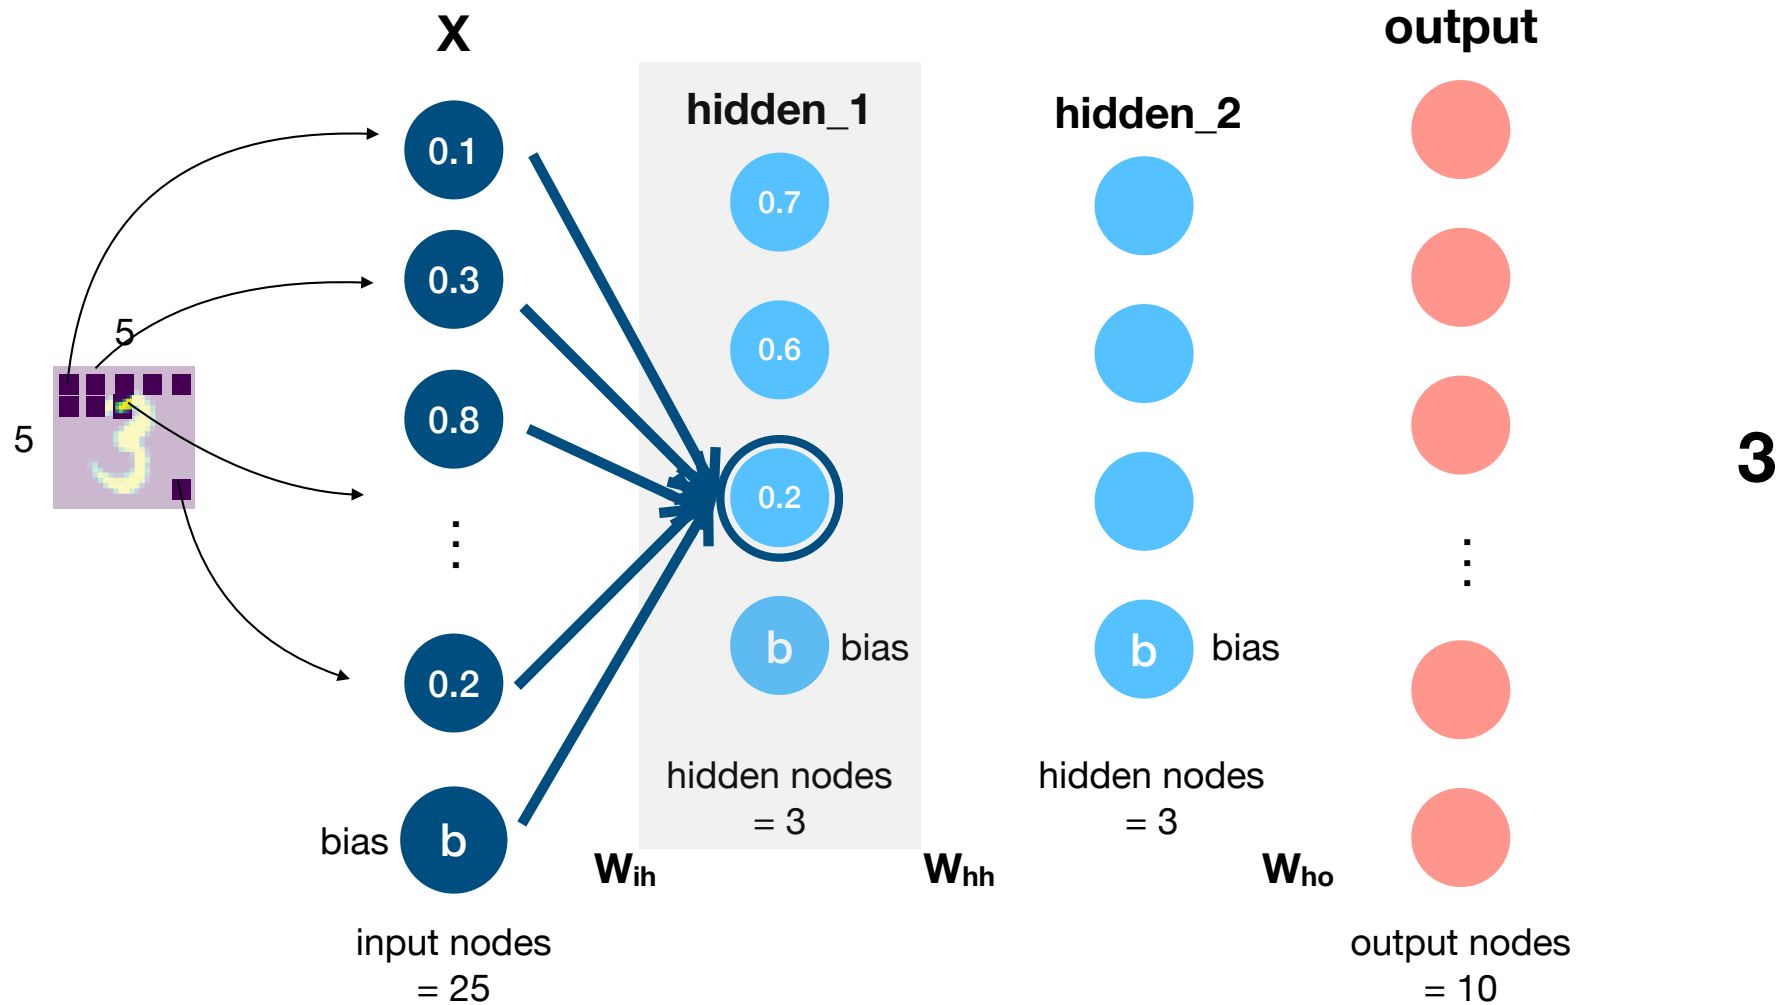 X
output
hidden_1
hidden_2
0.1
0.7
0.3
5
0.6
0.8
5
3
0.2
⋮
⋮
b
bias
b
bias
0.2
hidden nodes
= 3
hidden nodes
= 3
bias
b
Wih
Whh
Who
input nodes
= 25
output nodes
= 10